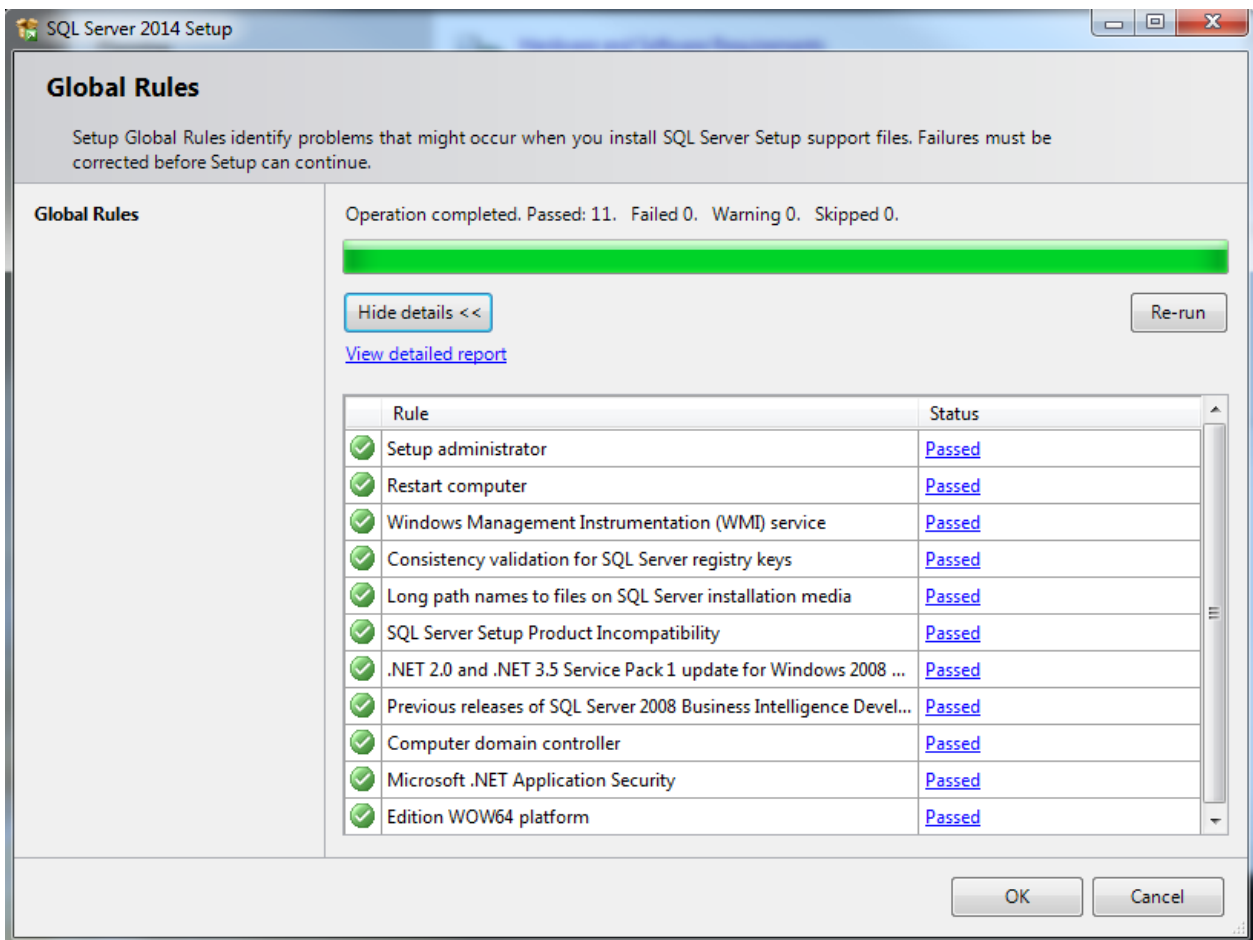 SQL Server 2014 Setup
Global Rules
Setup Global Rules identify problems that might occur when you install SQL Server Setup support files. Failures must be
corrected before Setup can continue.
Global Rules
Operation completed. Passed: 11. Failed 0. Warning 0. Skipped 0.
Hide details <<
Re-run
View detailed report
Rule Status
Setup administrator Passed
Restart computer Passed
Windows Management Instrumentation (WMI) service Passed
Consistency validation for SQL Server registry keys Passed
Long path names to files on SQL Server installation media Passed
SQL Server Setup Product Incompatibility Passed
.NET 2.0 and .NET 3.5 Service Pack 1 update for Windows 2008 ... Passed
Previous releases of SQL Server 2008 Business Intelligence Devel... Passed
Computer domain controller Passed
Microsoft .NET Application Security Passed
Edition WOW64 platform Passed
OK Cancel